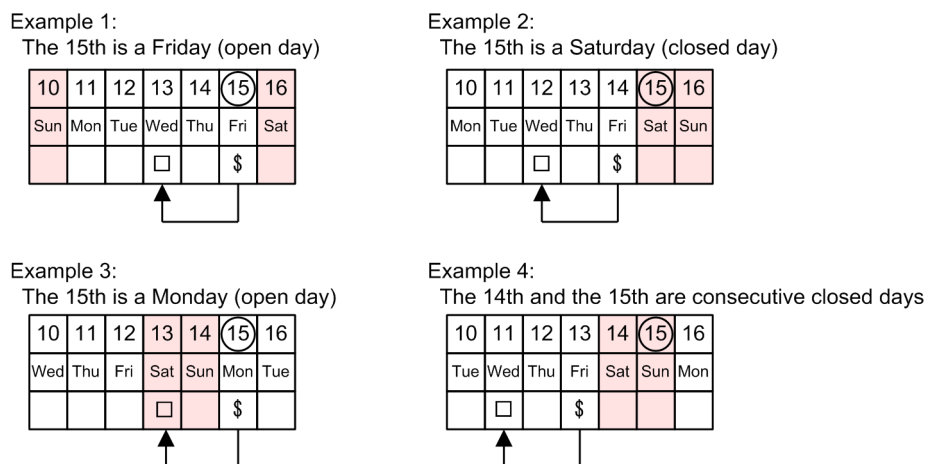 Example 1:
The 15th is a Friday (open day)
10 11 12 13 14 15 16
Sun Mon Tue Wed Thu Fri Sat
□ $
Example 2:
The 15th is a Saturday (closed day)
10 11 12 13 14 15 16
Mon Tue Wed Thu Fri Sat Sun
□ $
Example 3:
The 15th is a Monday (open day)
10 11 12 13 14 15 16
Wed Thu Fri Sat Sun Mon Tue
□ $
Example 4:
The 14th and the 15th are consecutive closed days
10 11 12 13 14 15 16
Tue Wed Thu Fri Sat Sun Mon
□ $